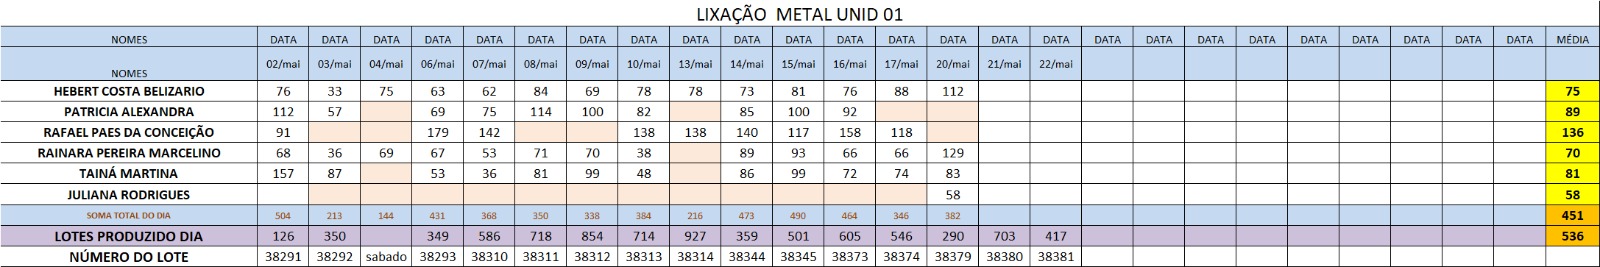 LIXAÇÃO METAL UNID 01
NOMES DATA DATA DATA DATA DATA DATA DATA DATA DATA DATA DATA DATA DATA DATA DATA DATA DATA DATA DATA DATA DATA DATA DATA DATA DATA MÉDIA
NOMES 02/mai 03/mai 04/mai 06/mai 07/mai 08/mai 09/mai 10/mai 13/mai 14/mai 15/mai 16/mai 17/mai 20/mai 21/mai 22/mai
HEBERT COSTA BELIZARIO 76 33 75 63 62 84 69 78 78 73 81 76 88 112 75
PATRICIA ALEXANDRA 112 57 69 75 114 100 82 85 100 92 89
RAFAEL PAES DA CONCEIÇÃO 91 179 142 138 138 140 117 158 118 136
RAINARA PEREIRA MARCELINO 68 36 69 67 53 71 70 38 89 93 66 66 129 70
TAINÁ MARTINA 157 87 53 36 81 99 48 86 99 72 74 83 81
JULIANA RODRIGUES 58 58
SOMA TOTAL DO DIA 504 213 144 431 368 350 338 384 216 473 490 464 346 382 451
LOTES PRODUZIDO DIA 126 350 349 586 718 854 714 927 359 501 605 546 290 703 417 536
NÚMERO DO LOTE 38291 38292 sabado 38293 38310 38311 38312 38313 38314 38344 38345 38373 38374 38379 38380 38381